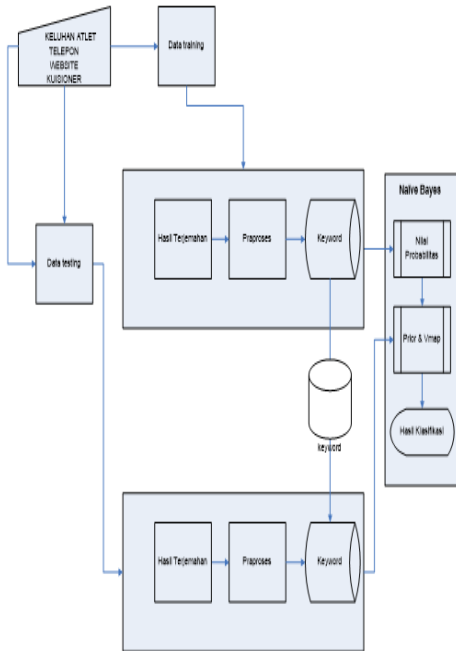 KELUHAN ATLET
TELEPON
WEBSITE
KUISIONER
Data training
Data testing
Hasil Terjemahan
Praproses
Keyword
keyword
Hasil Terjemahan
Praproses
Keyword
Naive Bayes
Nilai
Probabilitas
Prior & Vmap
Hasil Klasifikasi